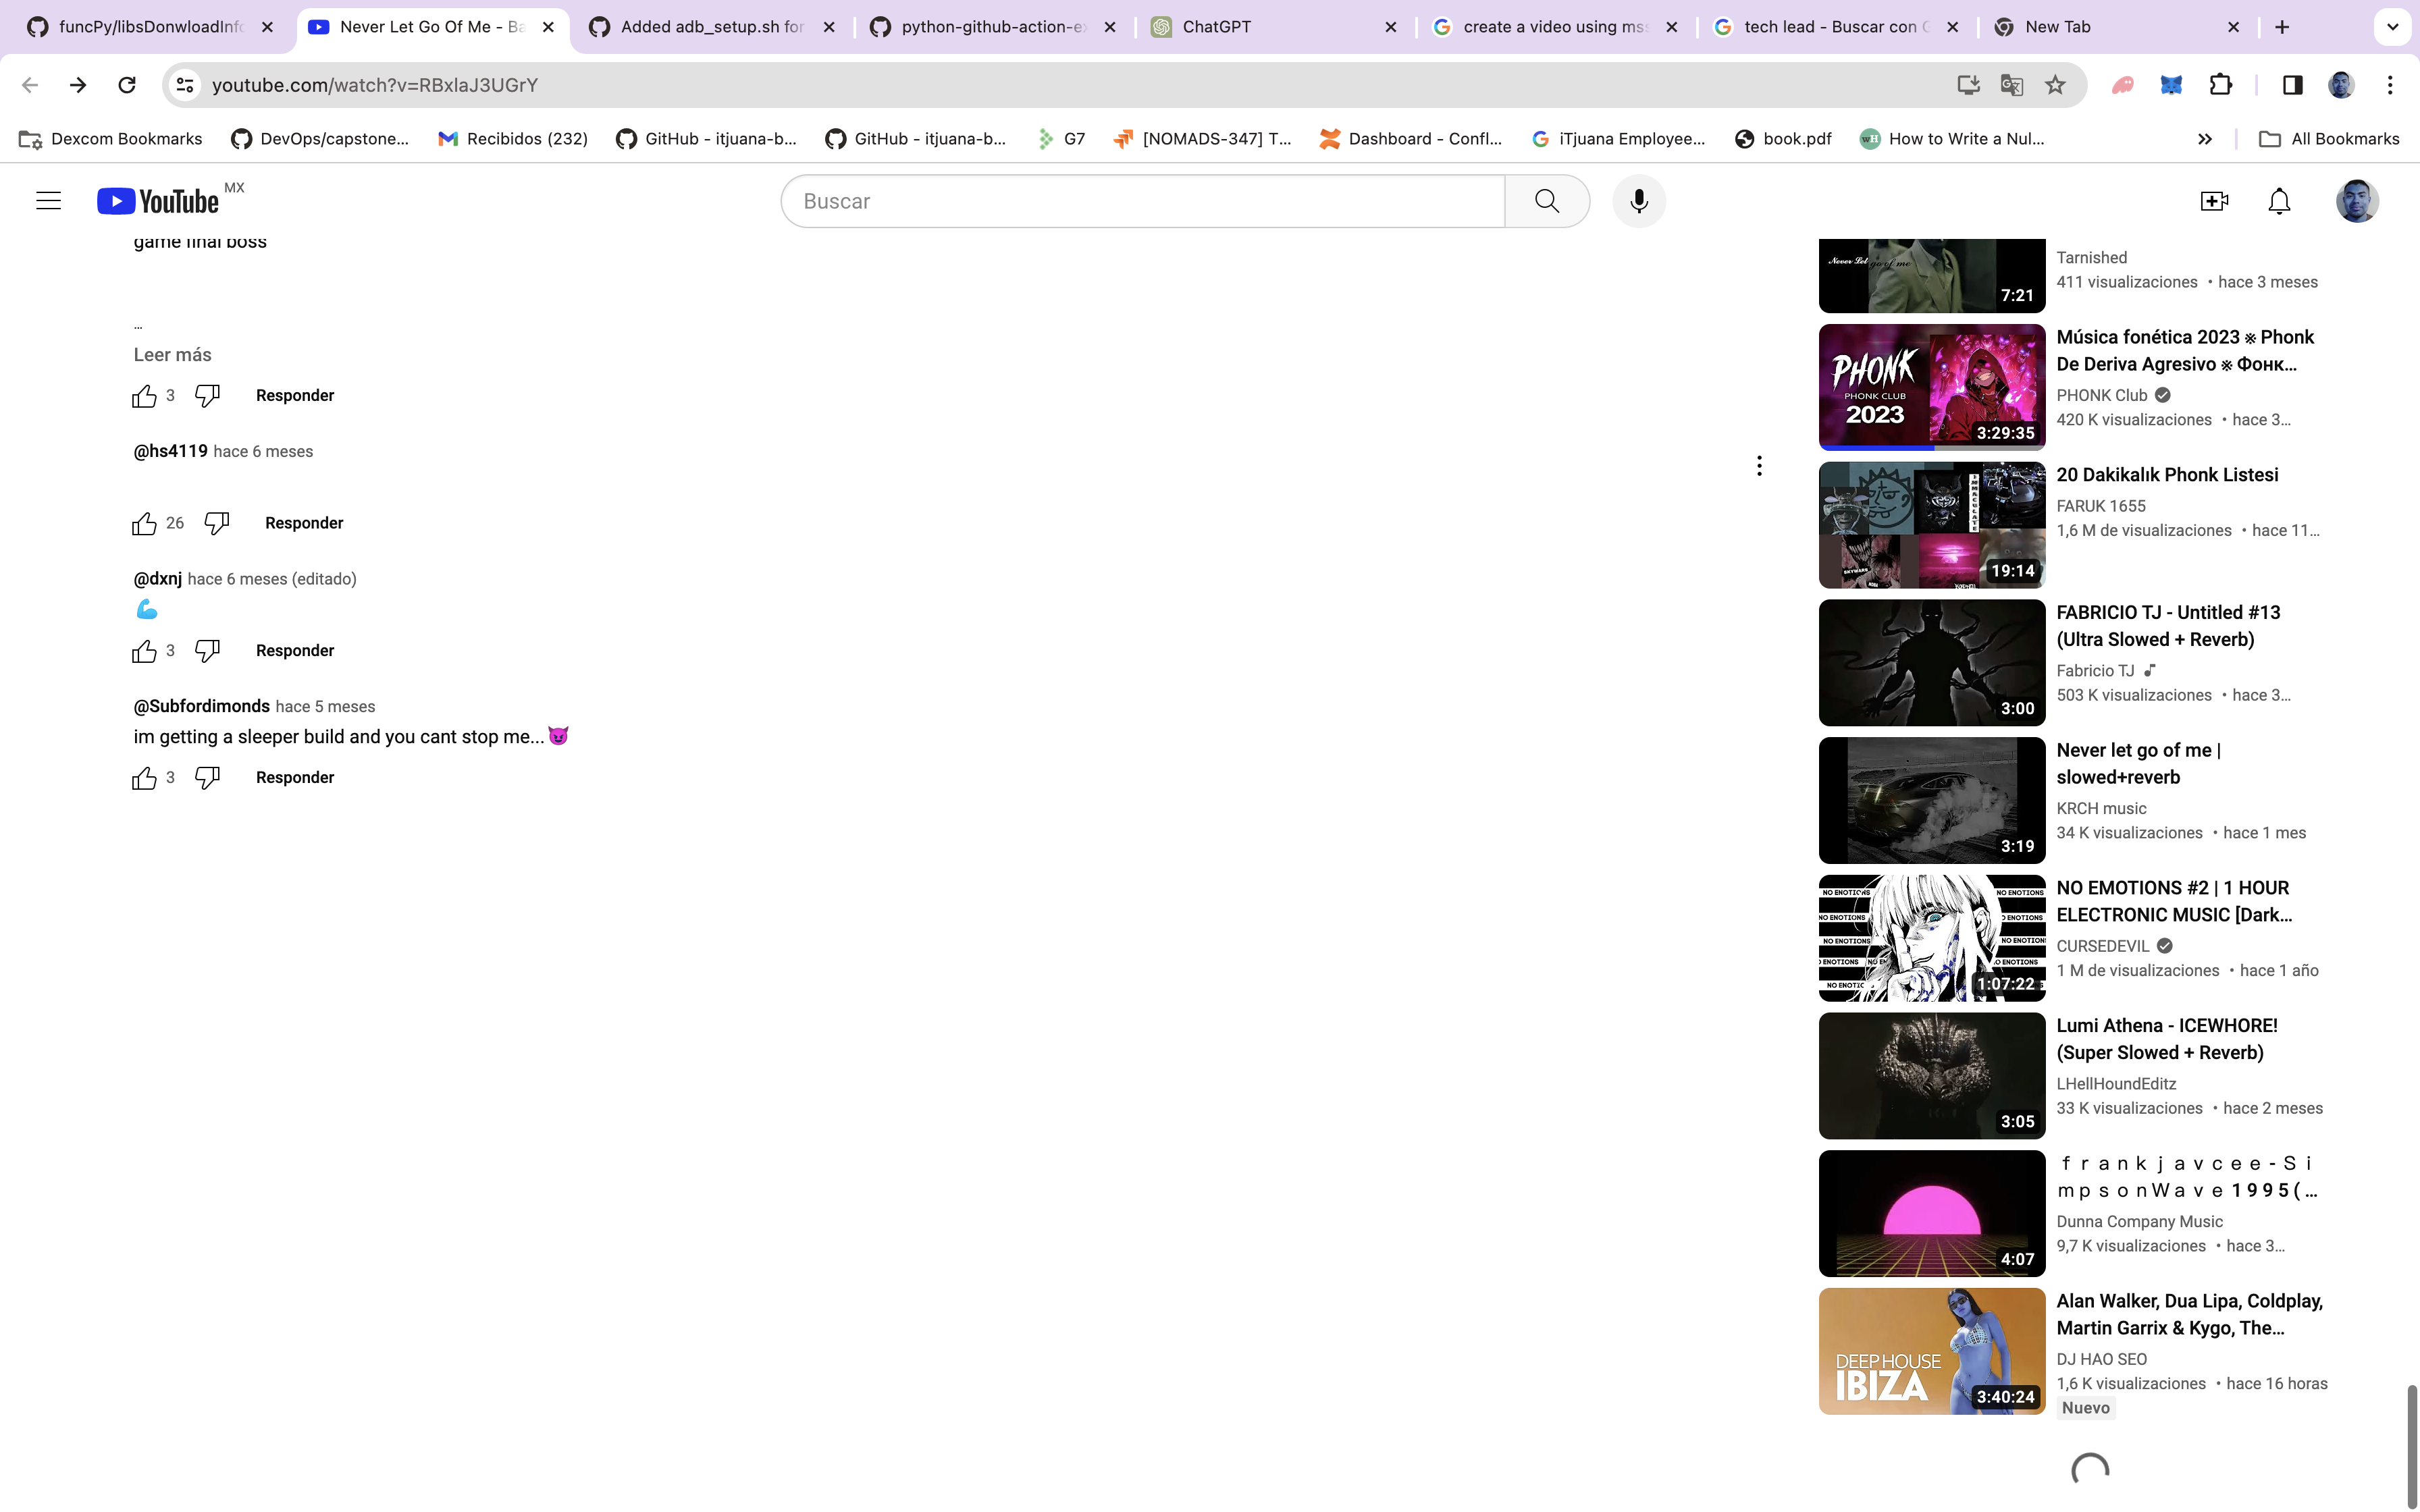 funcPy/libsDonwloadInfo
Never Let Go Of Me - Ba
Added adb_setup.sh for
python-github-action-ex
ChatGPT
create a video using mss
tech lead - Buscar con G
New Tab
youtube.com/watch?v=RBxlaJ3UGrY
Dexcom Bookmarks
DevOps/capstone...
Recibidos (232)
GitHub - itjuana-b...
GitHub - itjuana-b...
G7
[NOMADS-347] T...
Dashboard - Confl...
iTjuana Employee...
book.pdf
How to Write a Nul...
All Bookmarks
YouTube MX
Buscar
game final boss
...
Leer más
3 Responder
@hs4119 hace 6 meses
26 Responder
@dxnj hace 6 meses (editado)
💪
3 Responder
@Subfordimonds hace 5 meses
im getting a sleeper build and you cant stop me...😈
3 Responder
Never Let go of me
7:21
Tarnished
411 visualizaciones • hace 3 meses
PHONK
PHONK CLUB
2023
3:29:35
Música fonética 2023 ※ Phonk
De Deriva Agresivo ※ Фонк...
PHONK Club
420 K visualizaciones • hace 3...
IMMACULATE
SKYWARE
19:14
20 Dakikalık Phonk Listesi
FARUK 1655
1,6 M de visualizaciones • hace 11...
3:00
FABRICIO TJ - Untitled #13
(Ultra Slowed + Reverb)
Fabricio TJ
503 K visualizaciones • hace 3...
3:19
Never let go of me |
slowed+reverb
KRCH music
34 K visualizaciones • hace 1 mes
NO EMOTIONS
1:07:22
NO EMOTIONS #2 | 1 HOUR
ELECTRONIC MUSIC [Dark...
CURSEDEVIL
1 M de visualizaciones • hace 1 año
3:05
Lumi Athena - ICEWHORE!
(Super Slowed + Reverb)
LHellHoundEditz
33 K visualizaciones • hace 2 meses
4:07
ｆｒａｎｋｊａｖｃｅｅ-Ｓｉ
ｍｐｓｏｎＷａｖｅ１９９５(...
Dunna Company Music
9,7 K visualizaciones • hace 3...
DEEP HOUSE
IBIZA
3:40:24
Alan Walker, Dua Lipa, Coldplay,
Martin Garrix & Kygo, The...
DJ HAO SEO
1,6 K visualizaciones • hace 16 horas
Nuevo